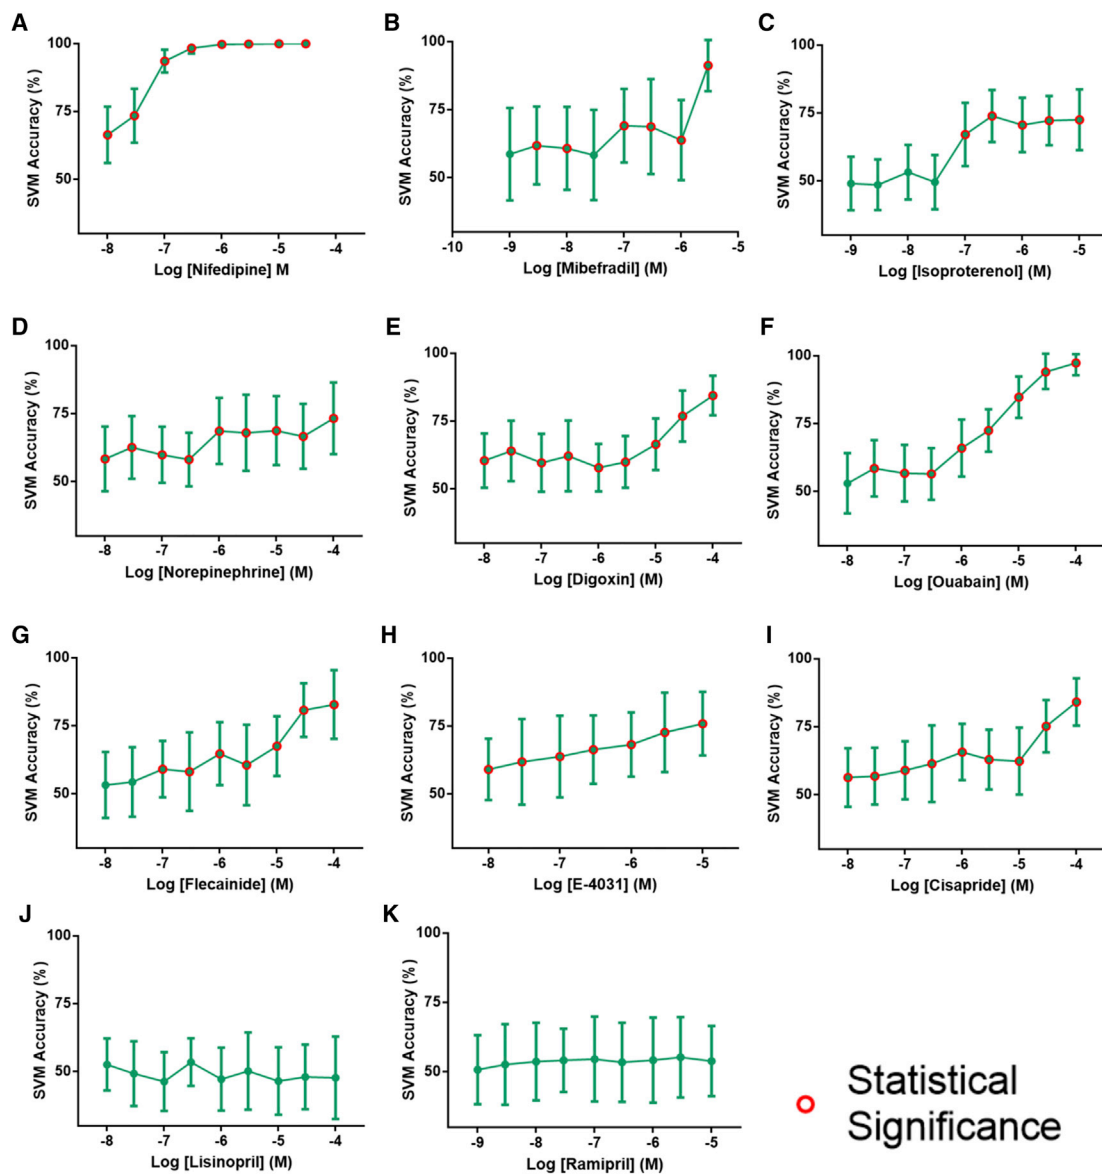 A
100
75
50
SVM Accuracy (%)
-8 -7 -6 -5 -4
Log [Nifedipine] M
B
100
75
50
SVM Accuracy (%)
-10 -9 -8 -7 -6 -5
Log [Mibefradil] (M)
C
100
75
50
SVM Accuracy (%)
-9 -8 -7 -6 -5
Log [Isoproterenol] (M)
D
100
75
50
SVM Accuracy (%)
-8 -7 -6 -5 -4
Log [Norepinephrine] (M)
E
100
75
50
SVM Accuracy (%)
-8 -7 -6 -5 -4
Log [Digoxin] (M)
F
100
75
50
SVM Accuracy (%)
-8 -7 -6 -5 -4
Log [Ouabain] (M)
G
100
75
50
SVM Accuracy (%)
-8 -7 -6 -5 -4
Log [Flecainide] (M)
H
100
75
50
SVM Accuracy (%)
-8 -7 -6 -5
Log [E-4031] (M)
I
100
75
50
SVM Accuracy (%)
-8 -7 -6 -5 -4
Log [Cisapride] (M)
J
100
75
50
SVM Accuracy (%)
-8 -7 -6 -5 -4
Log [Lisinopril] (M)
K
100
75
50
SVM Accuracy (%)
-9 -8 -7 -6 -5
Log [Ramipril] (M)
Statistical
Significance